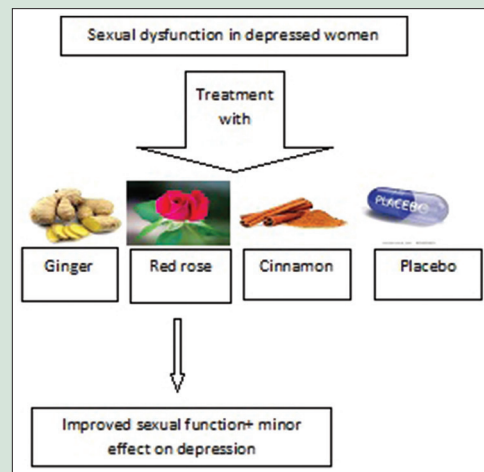 Sexual dysfunction in depressed women
Treatment
with
PLACEBO
Ginger
Red rose
Cinnamon
Placebo
Improved sexual function+ minor
effect on depression